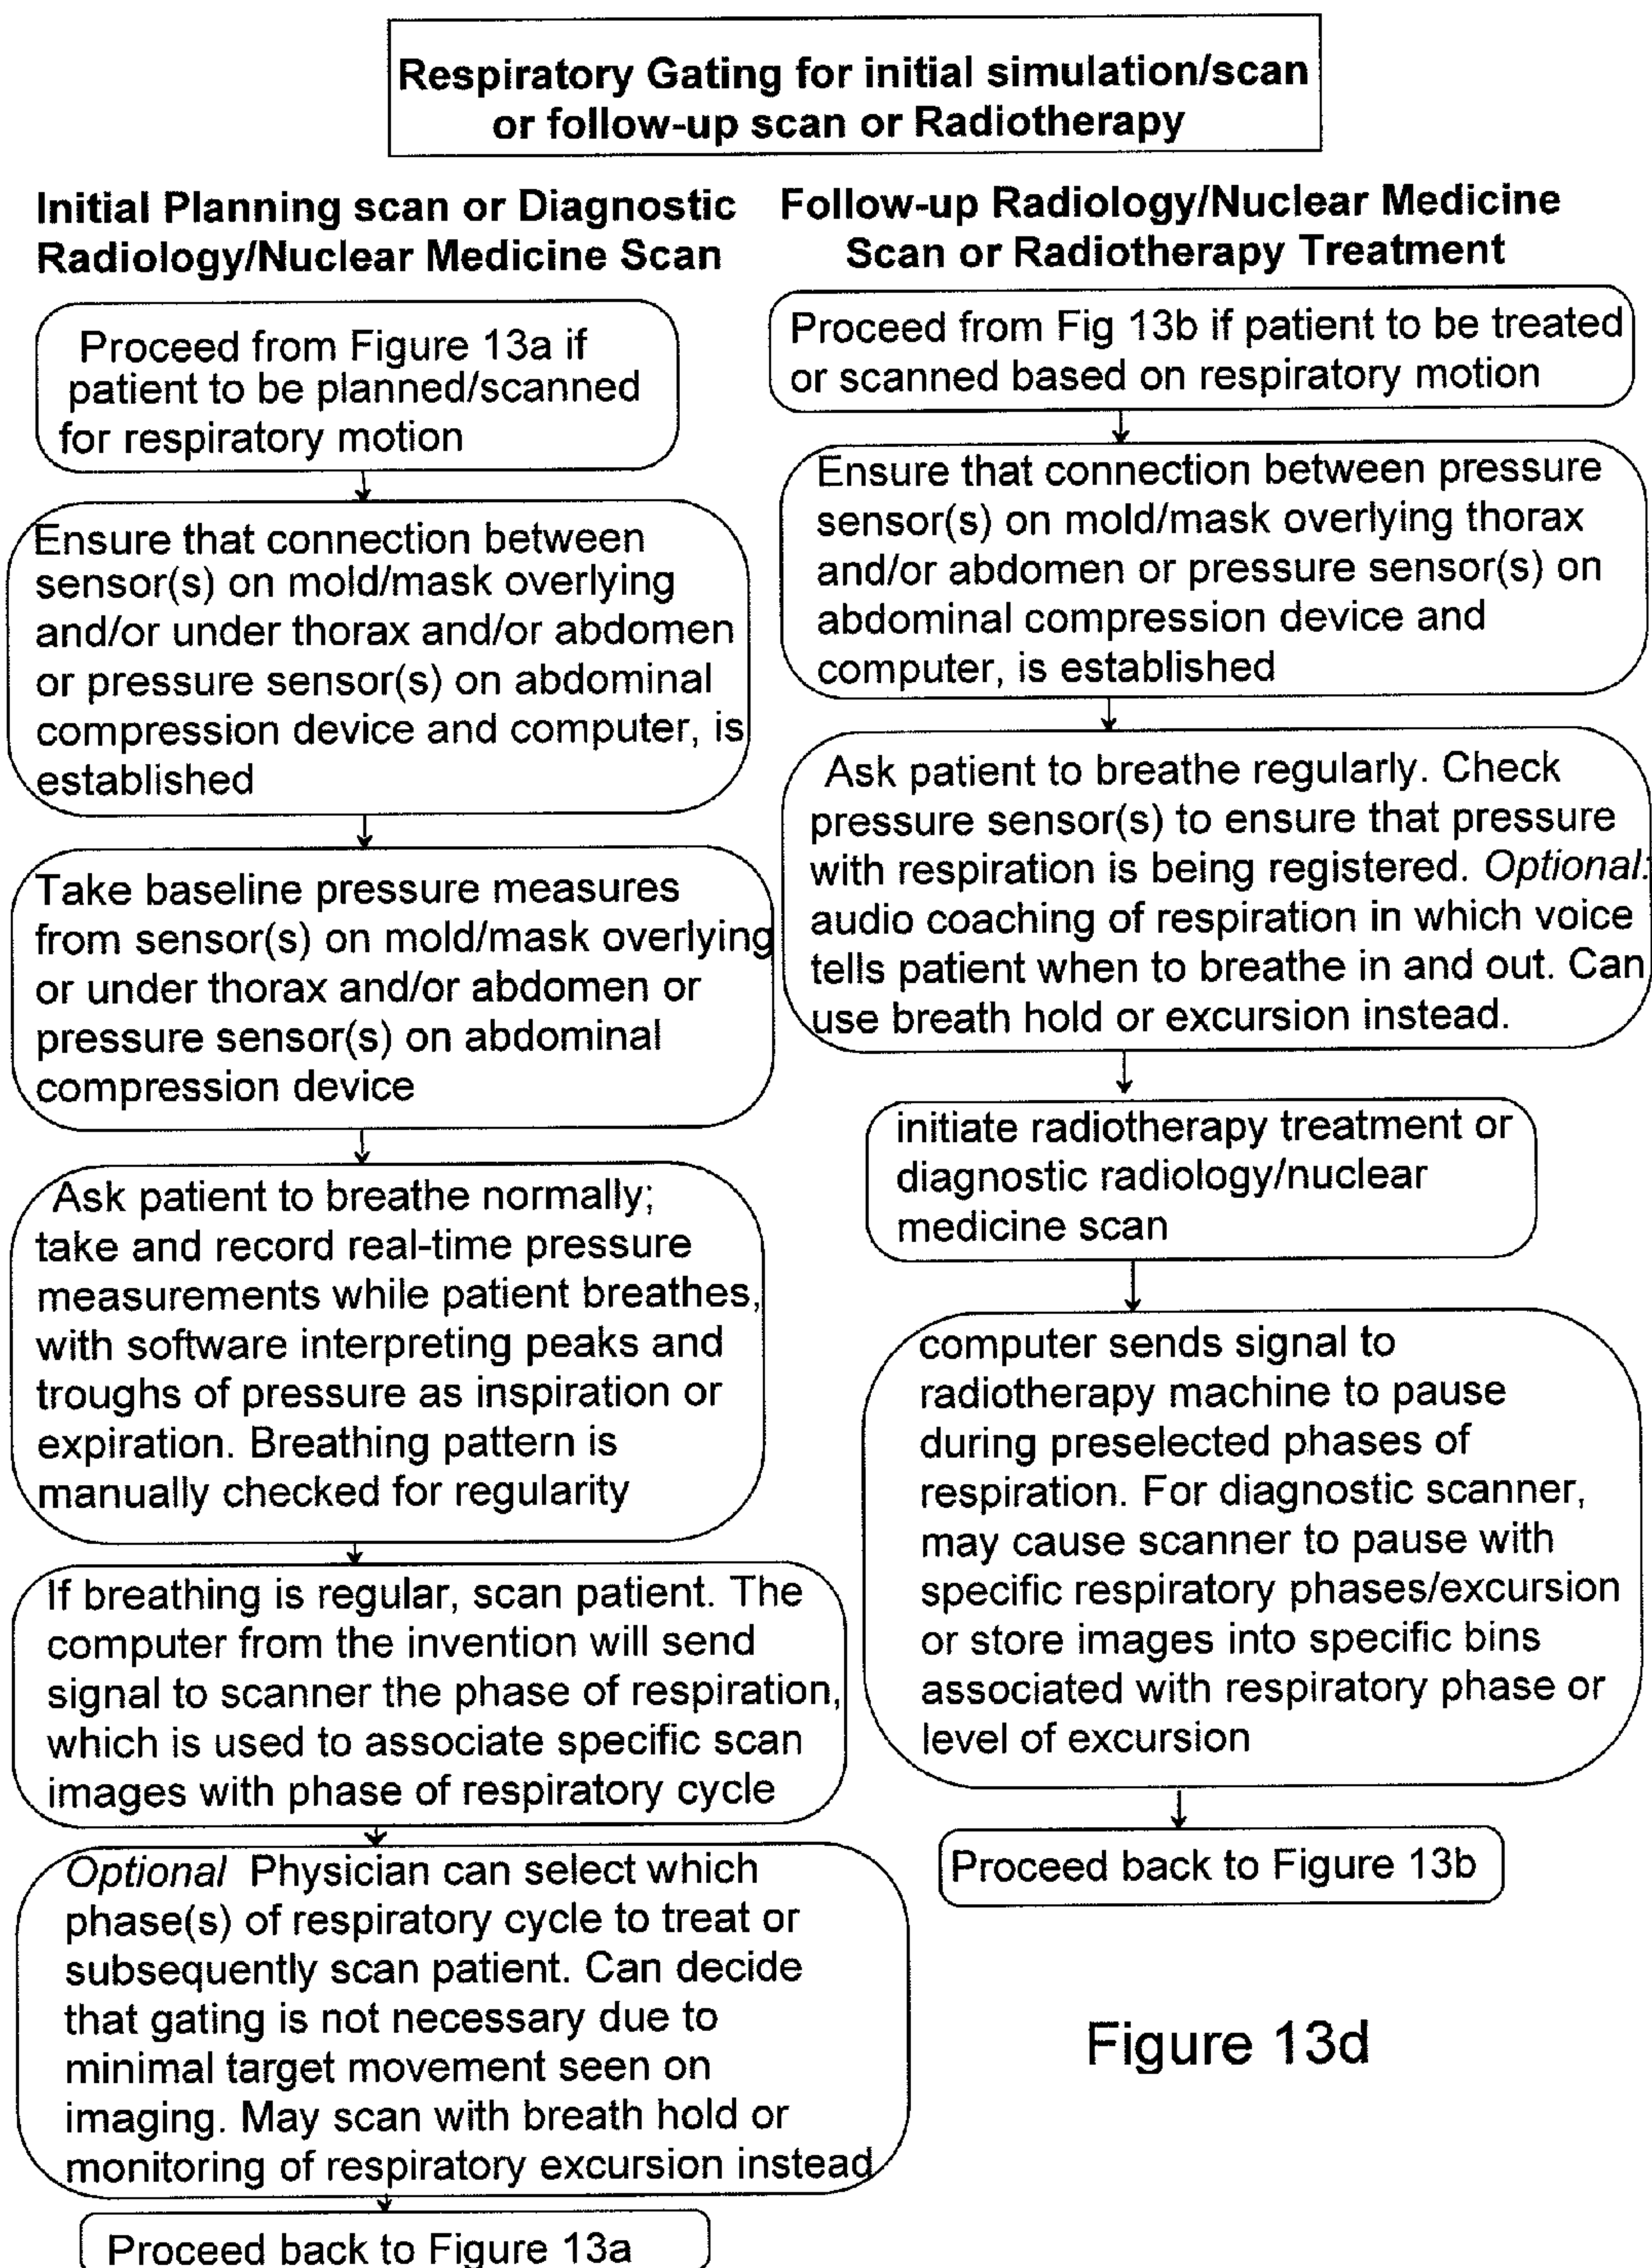 Respiratory Gating for initial simulation/scan
or follow-up scan or Radiotherapy
Initial Planning scan or Diagnostic
Radiology/Nuclear Medicine Scan
Proceed from Figure 13a if
patient to be planned/scanned
for respiratory motion
Ensure that connection between
sensor(s) on mold/mask overlying
and/or under thorax and/or abdomen
or pressure sensor(s) on abdominal
compression device and computer, is
established
Take baseline pressure measures
from sensor(s) on mold/mask overlying
or under thorax and/or abdomen or
pressure sensor(s) on abdominal
compression device
Ask patient to breathe normally;
take and record real-time pressure
measurements while patient breathes,
with software interpreting peaks and
troughs of pressure as inspiration or
expiration. Breathing pattern is
manually checked for regularity
If breathing is regular, scan patient. The
computer from the invention will send
signal to scanner the phase of respiration,
which is used to associate specific scan
images with phase of respiratory cycle
Optional Physician can select which
phase(s) of respiratory cycle to treat or
subsequently scan patient. Can decide
that gating is not necessary due to
minimal target movement seen on
imaging. May scan with breath hold or
monitoring of respiratory excursion instead
Proceed back to Figure 13a
Follow-up Radiology/Nuclear Medicine
Scan or Radiotherapy Treatment
Proceed from Fig 13b if patient to be treated
or scanned based on respiratory motion
Ensure that connection between pressure
sensor(s) on mold/mask overlying thorax
and/or abdomen or pressure sensor(s) on
abdominal compression device and
computer, is established
Ask patient to breathe regularly. Check
pressure sensor(s) to ensure that pressure
with respiration is being registered. Optional:
audio coaching of respiration in which voice
tells patient when to breathe in and out. Can
use breath hold or excursion instead.
initiate radiotherapy treatment or
diagnostic radiology/nuclear
medicine scan
computer sends signal to
radiotherapy machine to pause
during preselected phases of
respiration. For diagnostic scanner,
may cause scanner to pause with
specific respiratory phases/excursion
or store images into specific bins
associated with respiratory phase or
level of excursion
Proceed back to Figure 13b
Figure 13d